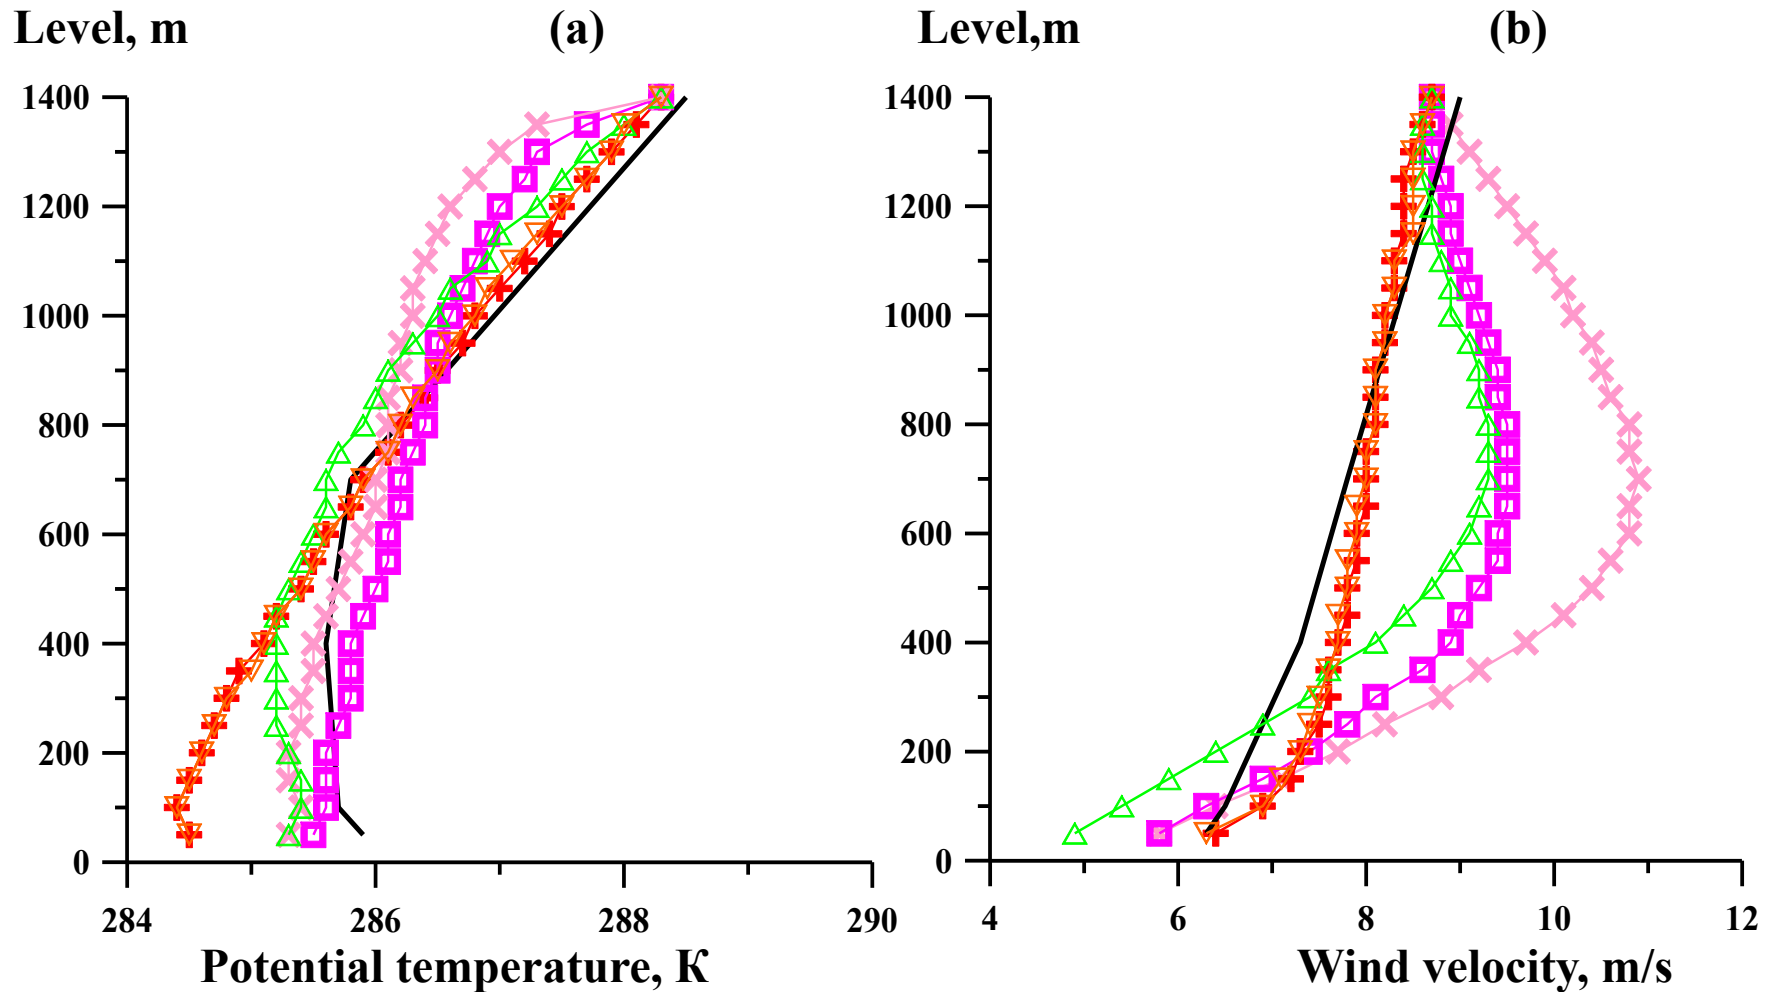 Level, m (a)
1400
1200
1000
800
600
400
200
0
284 286 288 290
Potential temperature, K
Level,m (b)
1400
1200
1000
800
600
400
200
0
4 6 8 10 12
Wind velocity, m/s